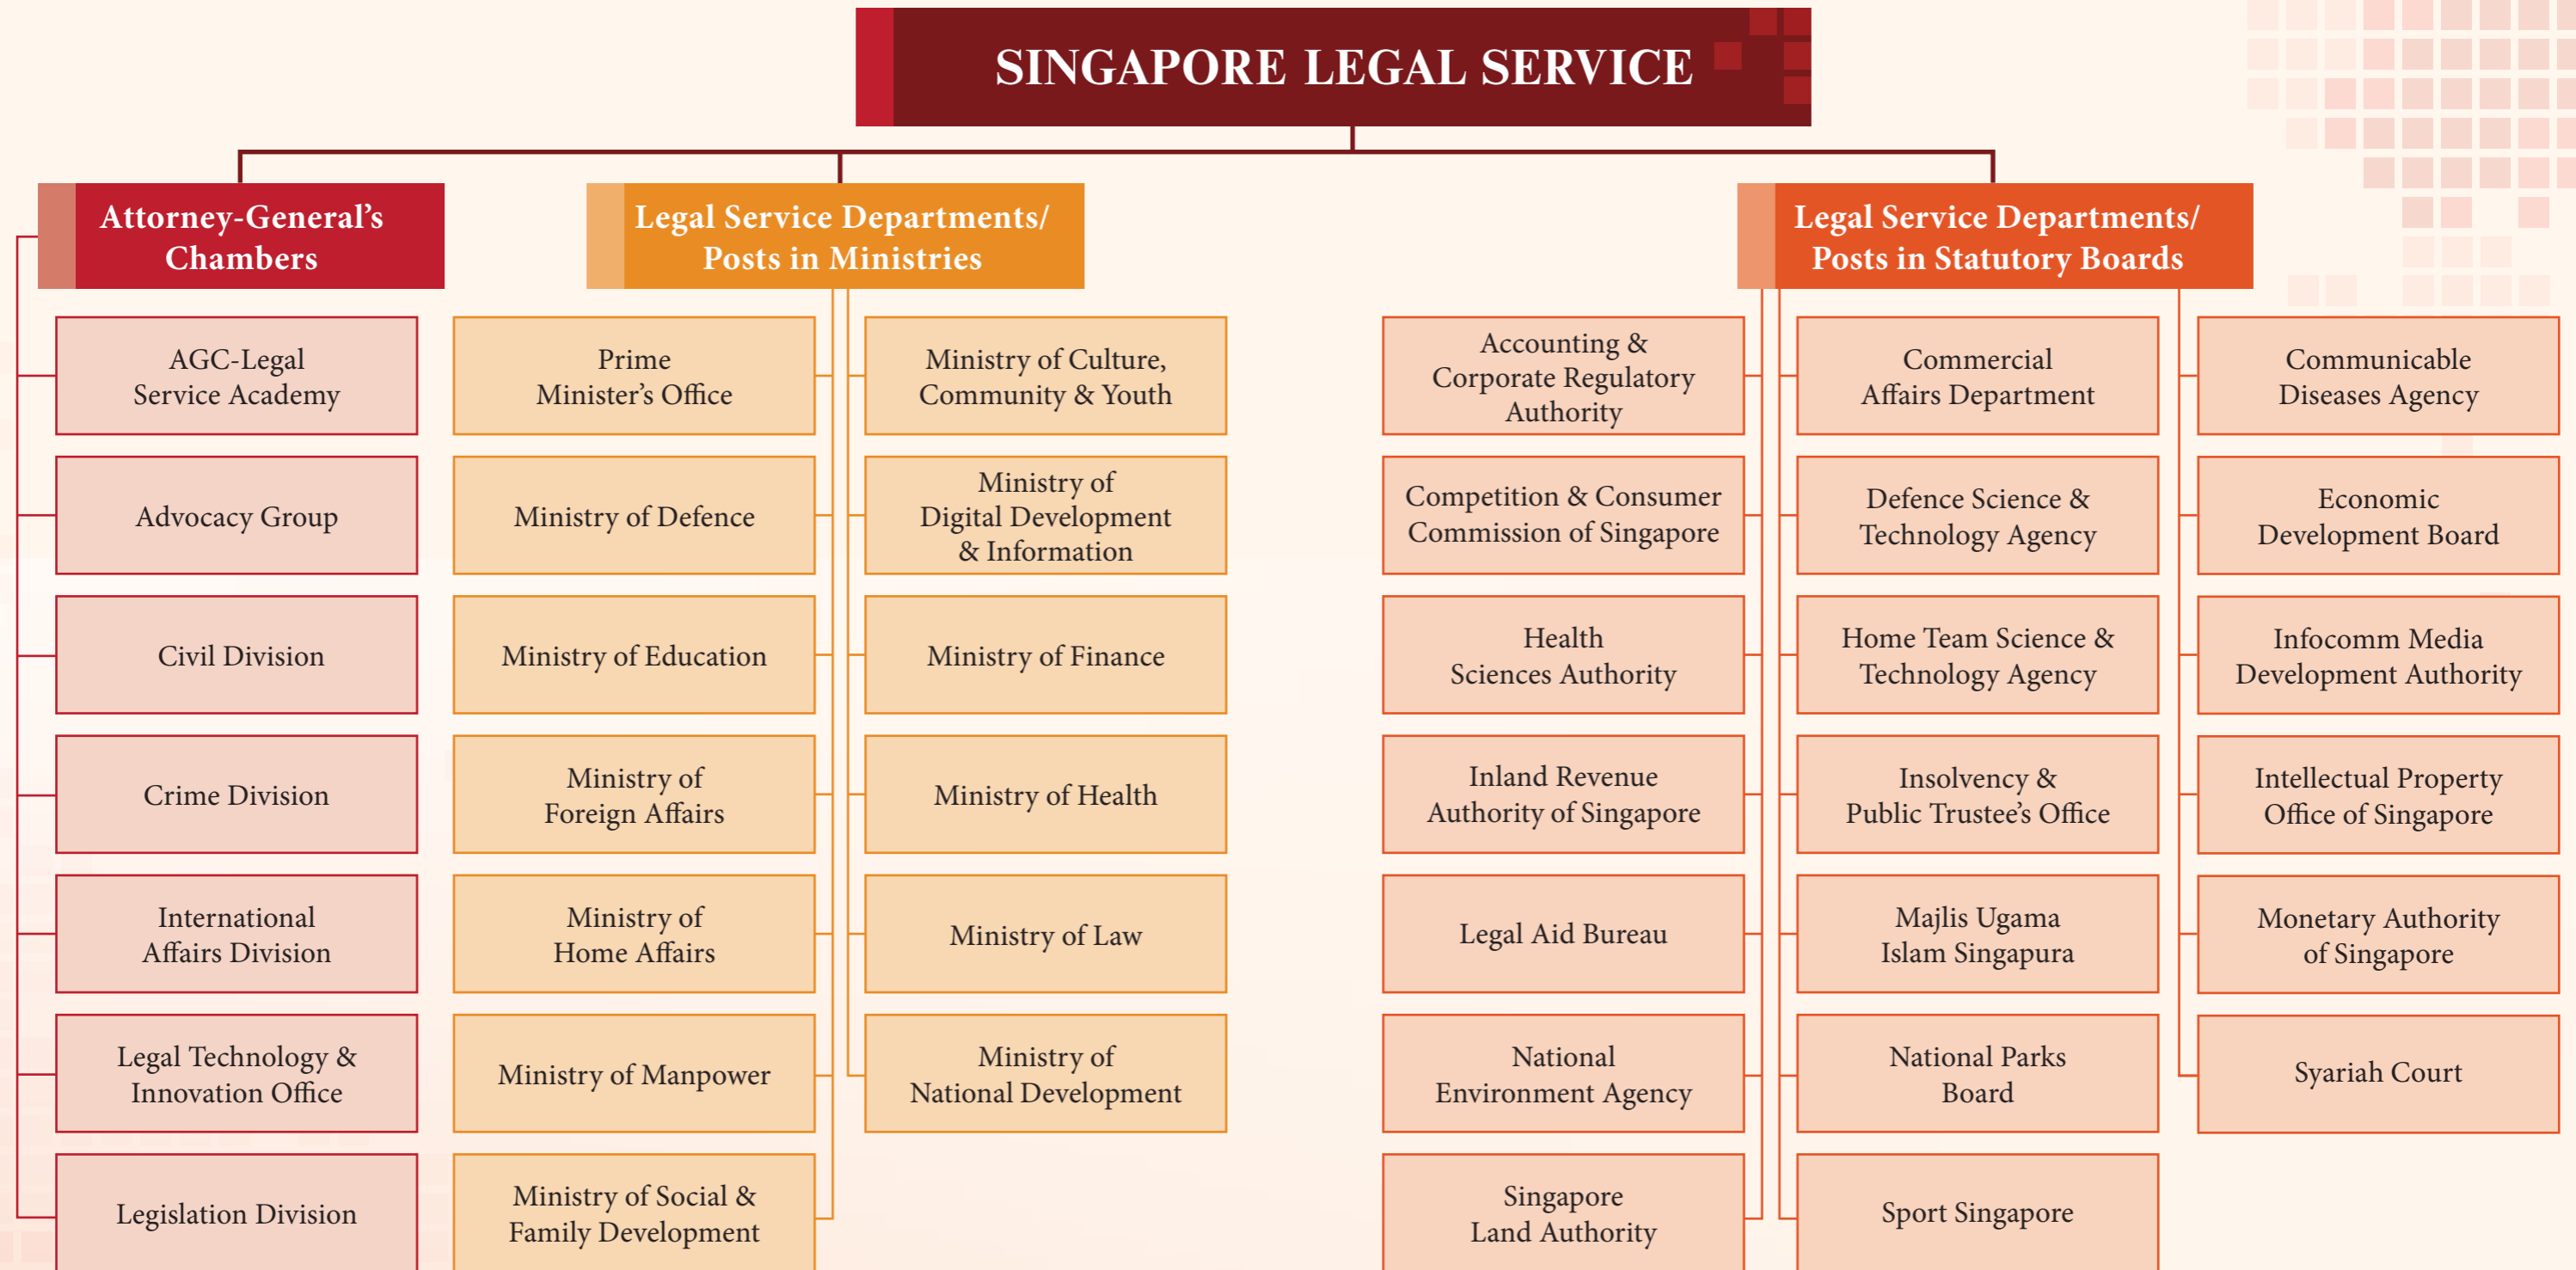 SINGAPORE LEGAL SERVICE
Attorney-General’s
Chambers
AGC-Legal
Service Academy
Advocacy Group
Civil Division
Crime Division
International
Affairs Division
Legal Technology &
Innovation Office
Legislation Division
Legal Service Departments/
Posts in Ministries
Prime
Minister’s Office
Ministry of Defence
Ministry of Education
Ministry of
Foreign Affairs
Ministry of
Home Affairs
Ministry of Manpower
Ministry of Social &
Family Development
Ministry of Culture,
Community & Youth
Ministry of
Digital Development
& Information
Ministry of Finance
Ministry of Health
Ministry of Law
Ministry of
National Development
Legal Service Departments/
Posts in Statutory Boards
Accounting &
Corporate Regulatory
Authority
Competition & Consumer
Commission of Singapore
Health
Sciences Authority
Inland Revenue
Authority of Singapore
Legal Aid Bureau
National
Environment Agency
Singapore
Land Authority
Commercial
Affairs Department
Defence Science &
Technology Agency
Home Team Science &
Technology Agency
Insolvency &
Public Trustee’s Office
Majlis Ugama
Islam Singapura
National Parks
Board
Sport Singapore
Communicable
Diseases Agency
Economic
Development Board
Infocomm Media
Development Authority
Intellectual Property
Office of Singapore
Monetary Authority
of Singapore
Syariah Court